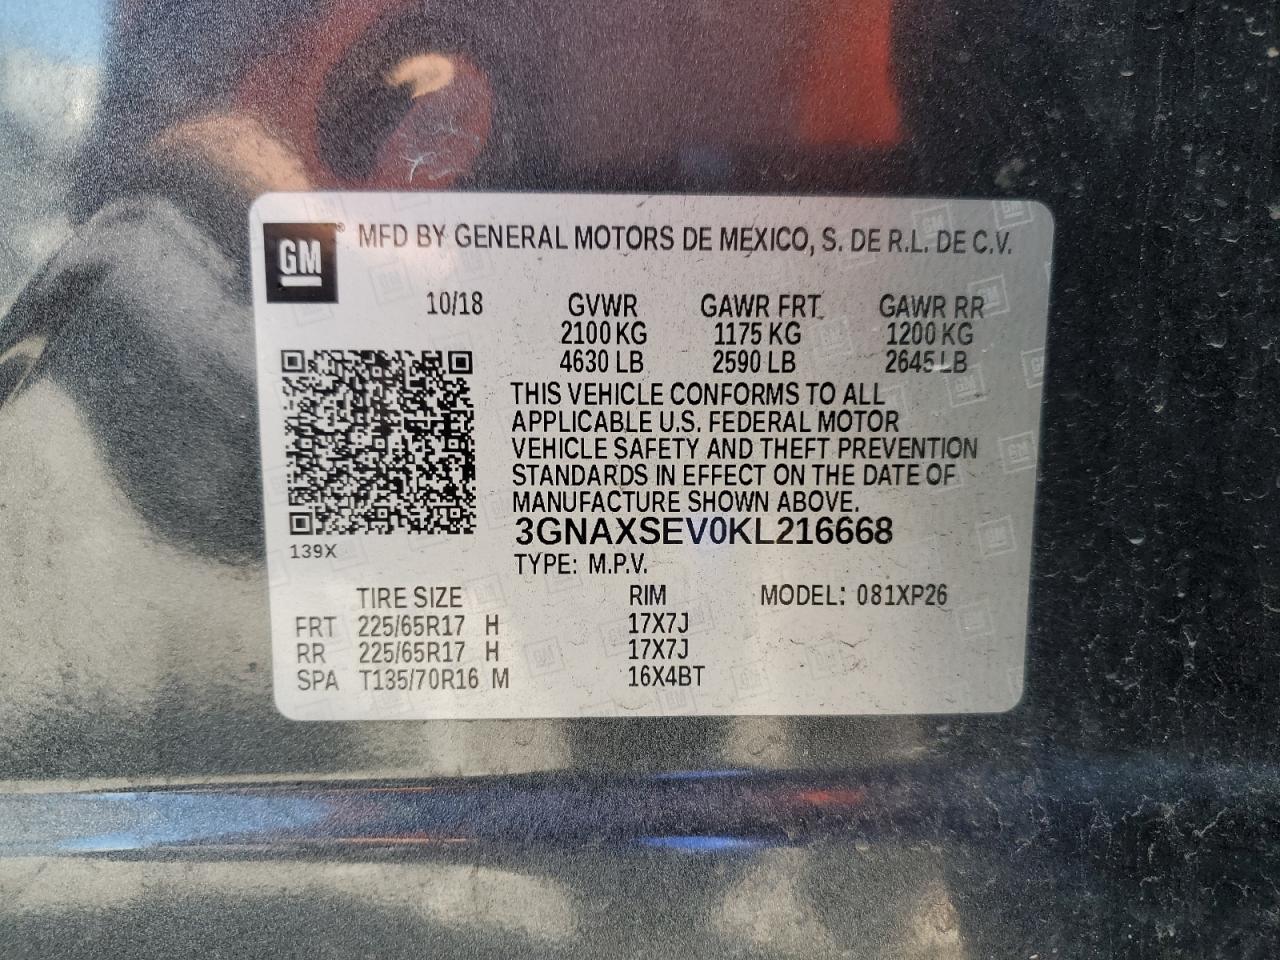 GM® MFD BY GENERAL MOTORS DE MEXICO, S. DE R.L. DE C.V.
10/18 GVWR GAWR FRT GAWR RR
2100 KG 1175 KG 1200 KG
4630 LB 2590 LB 2645 LB
THIS VEHICLE CONFORMS TO ALL
APPLICABLE U.S. FEDERAL MOTOR
VEHICLE SAFETY AND THEFT PREVENTION
STANDARDS IN EFFECT ON THE DATE OF
MANUFACTURE SHOWN ABOVE.
3GNAXSEV0KL216668
139X
TYPE: M.P.V.
TIRE SIZE RIM MODEL: 081XP26
FRT 225/65R17 H 17X7J
RR 225/65R17 H 17X7J
SPA T135/70R16 M 16X4BT